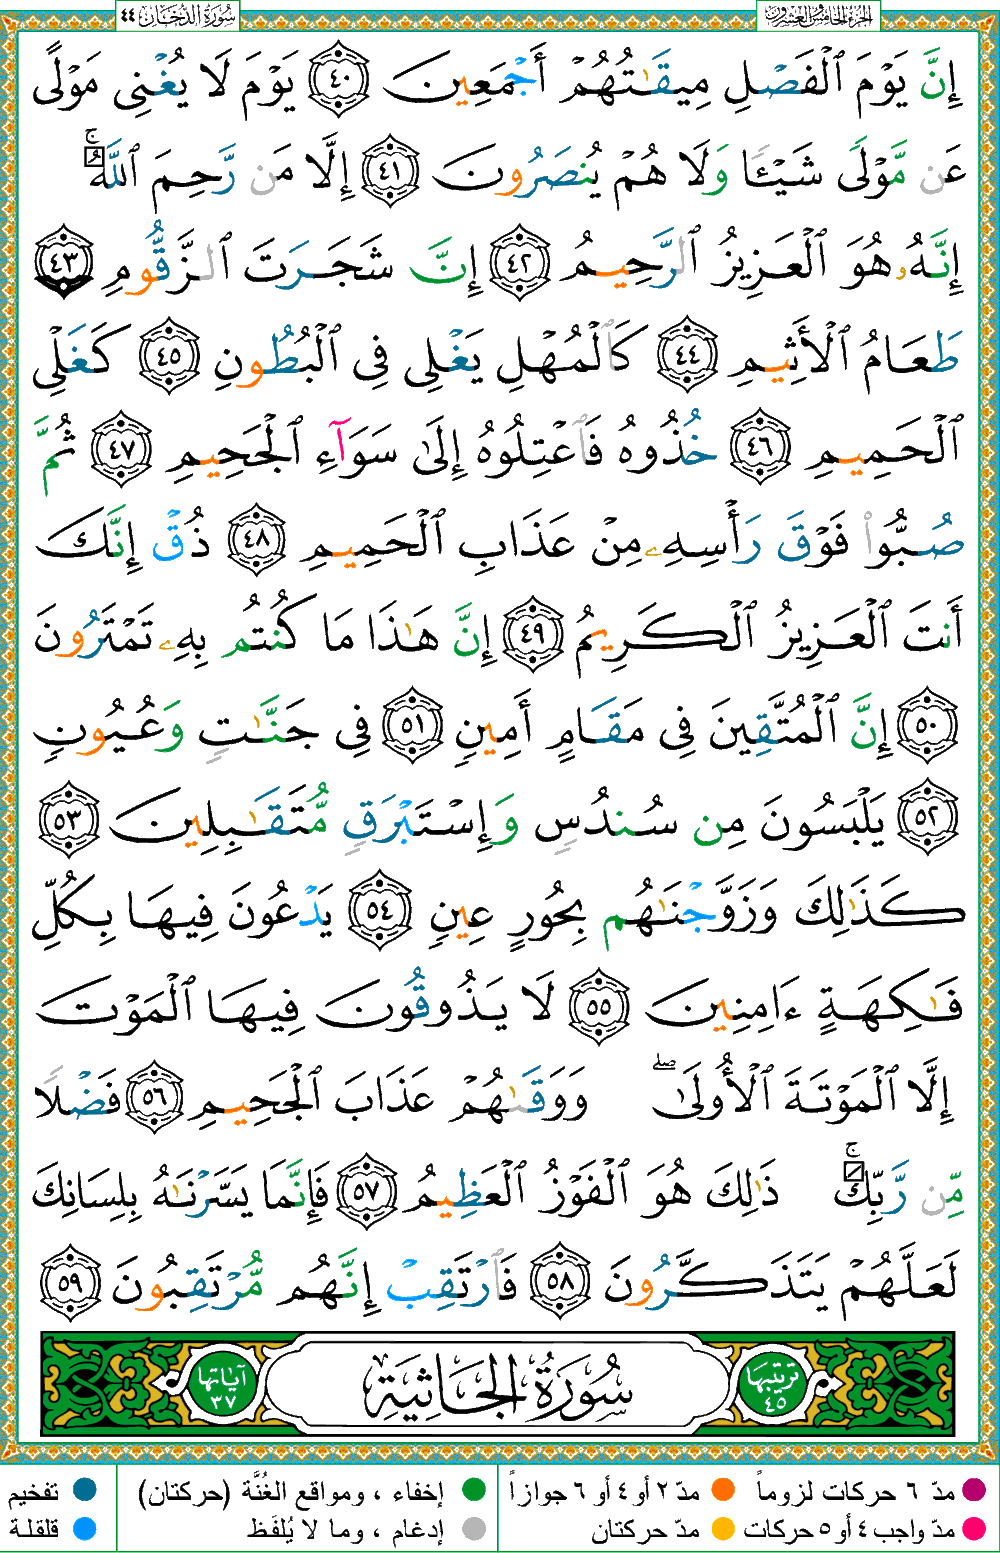 الجزء الخامس والعشرون
سُورَةُ الدُّخَانِ ٤٤
إِنَّ يَوْمَ ٱلْفَصْلِ مِيقَـٰتُهُمْ أَجْمَعِينَ ٤٠ يَوْمَ لَا يُغْنِى مَوْلًى
عَن مَّوْلًى شَيْـًٔا وَلَا هُمْ يُنصَرُونَ ٤١ إِلَّا مَن رَّحِمَ ٱللَّهُ ۚ
إِنَّهُۥ هُوَ ٱلْعَزِيزُ ٱلرَّحِيمُ ٤٢ إِنَّ شَجَرَتَ ٱلزَّقُّومِ ٤٣
طَعَامُ ٱلْأَثِيمِ ٤٤ كَٱلْمُهْلِ يَغْلِى فِى ٱلْبُطُونِ ٤٥ كَغَلْىِ
ٱلْحَمِيمِ ٤٦ خُذُوهُ فَٱعْتِلُوهُ إِلَىٰ سَوَآءِ ٱلْجَحِيمِ ٤٧ ثُمَّ
صُبُّوا۟ فَوْقَ رَأْسِهِۦ مِنْ عَذَابِ ٱلْحَمِيمِ ٤٨ ذُقْ إِنَّكَ
أَنتَ ٱلْعَزِيزُ ٱلْكَرِيمُ ٤٩ إِنَّ هَـٰذَا مَا كُنتُم بِهِۦ تَمْتَرُونَ
٥٠ إِنَّ ٱلْمُتَّقِينَ فِى مَقَامٍ أَمِينٍ ٥١ فِى جَنَّـٰتٍ وَعُيُونٍ
٥٢ يَلْبَسُونَ مِن سُندُسٍ وَإِسْتَبْرَقٍ مُّتَقَـٰبِلِينَ ٥٣
كَذَٰلِكَ وَزَوَّجْنَـٰهُم بِحُورٍ عِينٍ ٥٤ يَدْعُونَ فِيهَا بِكُلِّ
فَـٰكِهَةٍ ءَامِنِينَ ٥٥ لَا يَذُوقُونَ فِيهَا ٱلْمَوْتَ
إِلَّا ٱلْمَوْتَةَ ٱلْأُولَىٰ ۖ وَوَقَىٰهُمْ عَذَابَ ٱلْجَحِيمِ ٥٦ فَضْلًا
مِّن رَّبِّكَ ۚ ذَٰلِكَ هُوَ ٱلْفَوْزُ ٱلْعَظِيمُ ٥٧ فَإِنَّمَا يَسَّرْنَـٰهُ بِلِسَانِكَ
لَعَلَّهُمْ يَتَذَكَّرُونَ ٥٨ فَٱرْتَقِبْ إِنَّهُم مُّرْتَقِبُونَ ٥٩
ترتيبها ٤٥
سُورَةُ الجَاثِيَةِ
آياتها ٣٧
مدّ ٦ حركات لزوماً مدّ ٢ أو ٤ أو ٦ جوازاً إخفاء ، ومواقع الغُنَّة (حركتان) تفخيم
مدّ واجب ٤ أو ٥ حركات مدّ حركتان إدغام ، وما لا يُلفَظ قلقلة